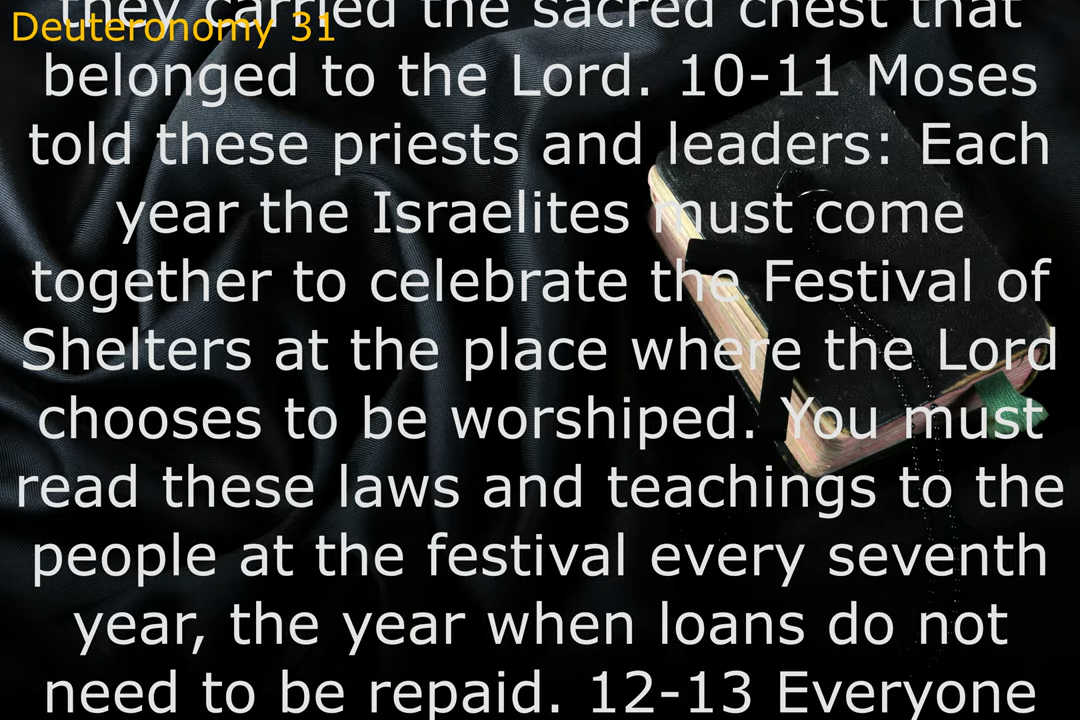 Deuteronomy 31
they carried the sacred chest that
belonged to the Lord. 10-11 Moses
told these priests and leaders: Each
year the Israelites must come
together to celebrate the Festival of
Shelters at the place where the Lord
chooses to be worshiped. You must
read these laws and teachings to the
people at the festival every seventh
year, the year when loans do not
need to be repaid. 12-13 Everyone